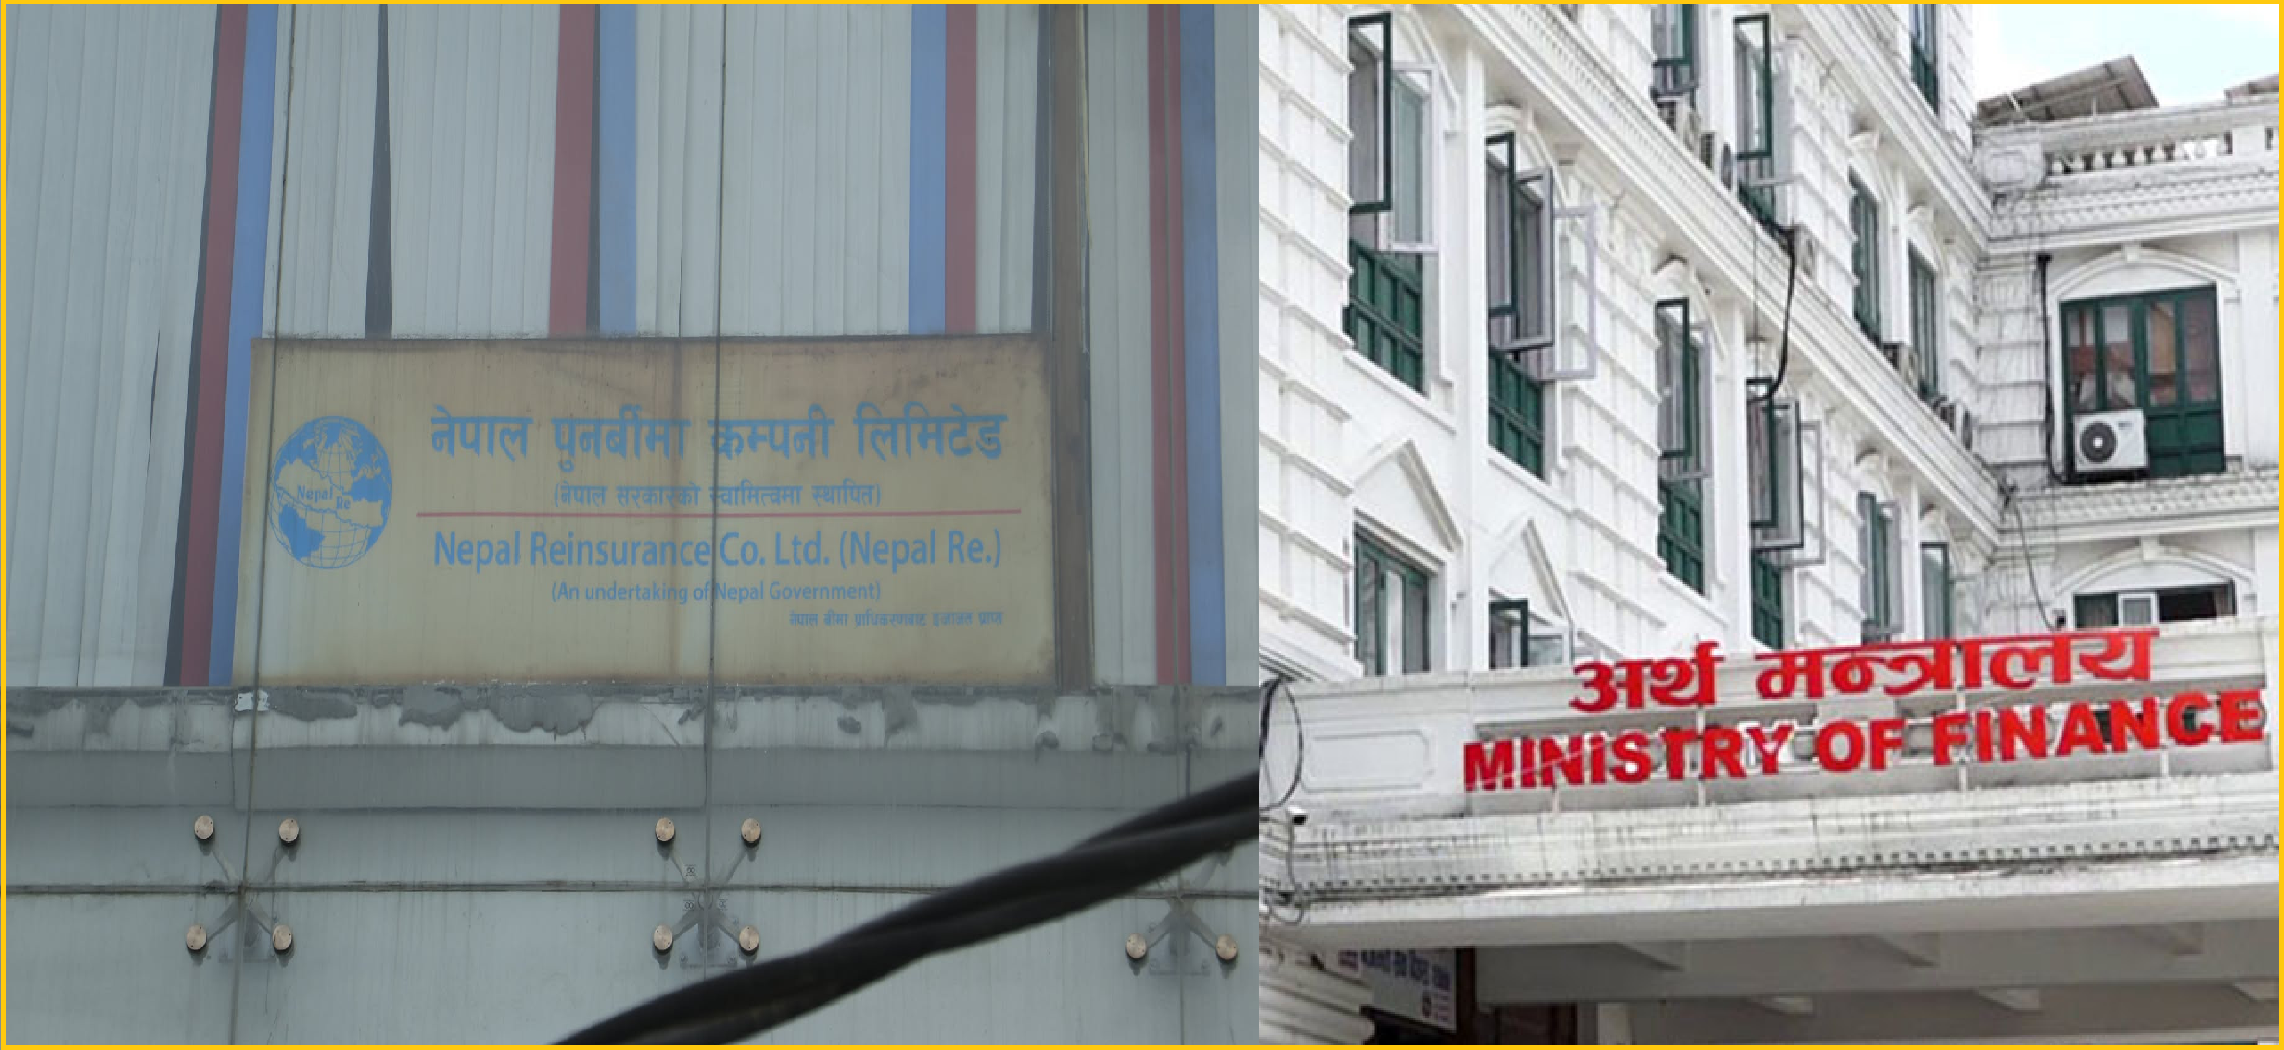 नेपाल पुनर्बीमा कम्पनी लिमिटेड
(नेपाल सरकारको स्वामित्वमा स्थापित)
Nepal Re
Nepal Reinsurance Co. Ltd. (Nepal Re.)
(An undertaking of Nepal Government)
नेपाल बीमा प्राधिकरणबाट इजाजत प्राप्त
अर्थ मन्त्रालय
MINISTRY OF FINANCE